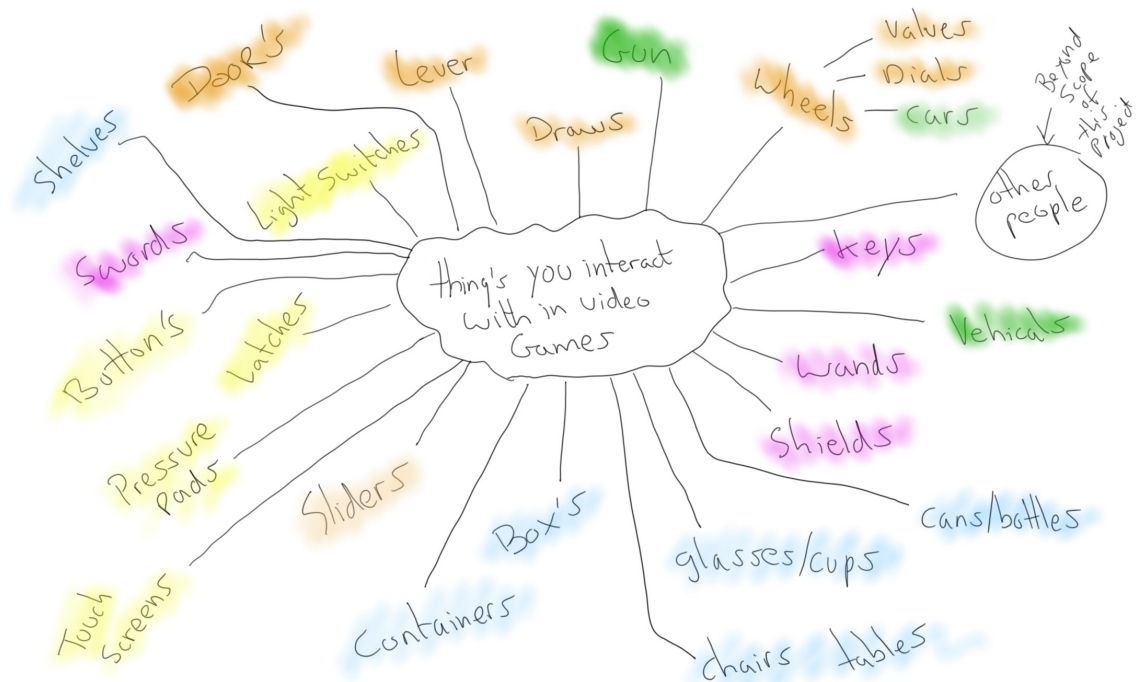 Door's
Lever
Gun
Wheels
Values
Dials
Cars
Beyond
Scope
of
this
project
other
people
Draws
Shelves
Light Switches
Swords
thing's you interact
with in video
Games
keys
Button's
Latches
Vehicals
Wands
Shields
Pressure
Pads
Sliders
Box's
cans/bottles
glasses/cups
Touch
Screens
Containers
chairs tables